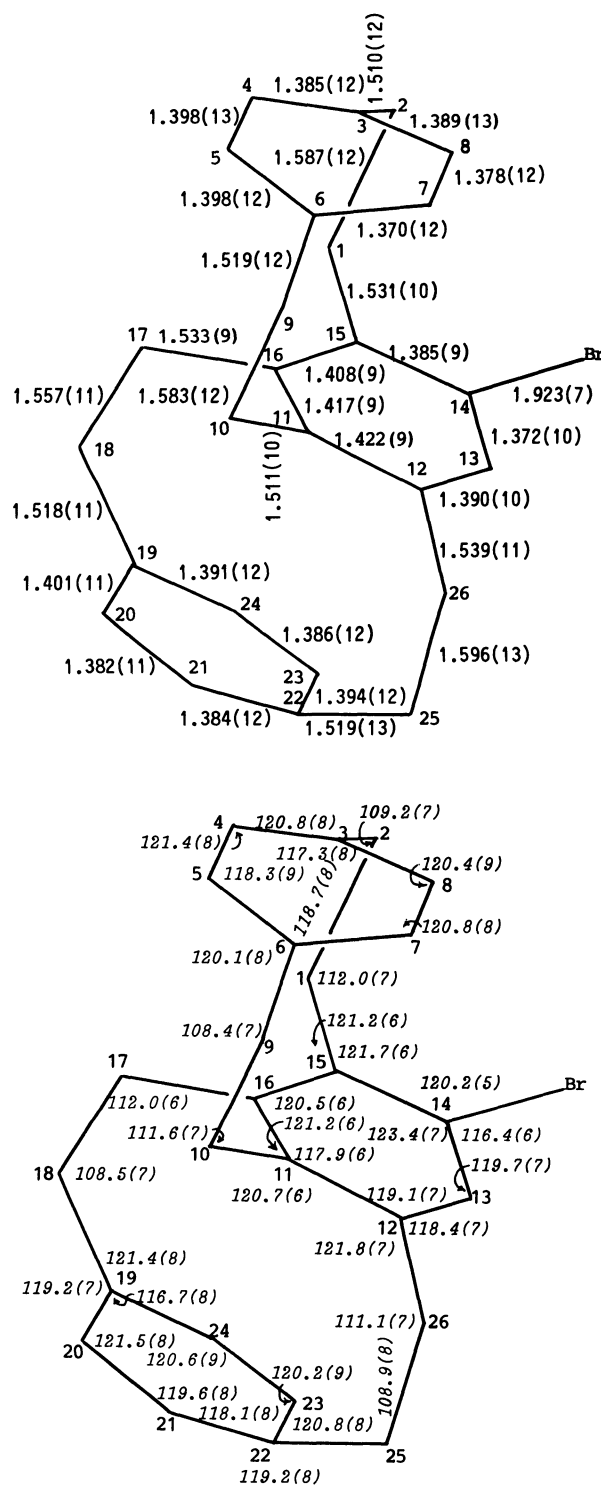 1.510(12)
4 1.385(12) 3 2
1.398(13) 1.389(13) 8
5 1.587(12) 7 1.378(12)
1.398(12) 6
1 1.370(12)
1.519(12)
9 1.531(10)
17 1.533(9) 16 15 1.385(9) Br
1.557(11) 1.583(12) 1.408(9) 14 1.923(7)
10 11 1.417(9)
18 1.511(10) 1.422(9) 12 13 1.372(10)
1.390(10)
1.518(11)
19 1.391(12) 1.539(11)
1.401(11) 24 26
20 1.386(12)
1.382(11) 21 23 1.596(13)
22 1.394(12)
1.384(12) 1.519(13) 25
109.2(7)
4 120.8(8) 3 2
121.4(8) 117.3(8) 120.4(9)
5 118.3(9) 118.7(8) 8
120.8(8)
120.1(8) 6 7
1 112.0(7)
108.4(7) 9 121.2(6)
17 15 121.7(6)
112.0(6) 16 120.2(5) Br
120.5(6) 14
111.6(7) 121.2(6) 123.4(7) 116.4(6)
18 108.5(7) 10 11 117.9(6) 119.7(7)
120.7(6) 119.1(7) 13
12 118.4(7)
121.4(8) 121.8(7)
119.2(7) 19 116.7(8)
24 111.1(7) 26
20 121.5(8)
120.6(9) 120.2(9) 108.9(8)
119.6(8) 23
21 118.1(8) 120.8(8)
22 25
119.2(8)